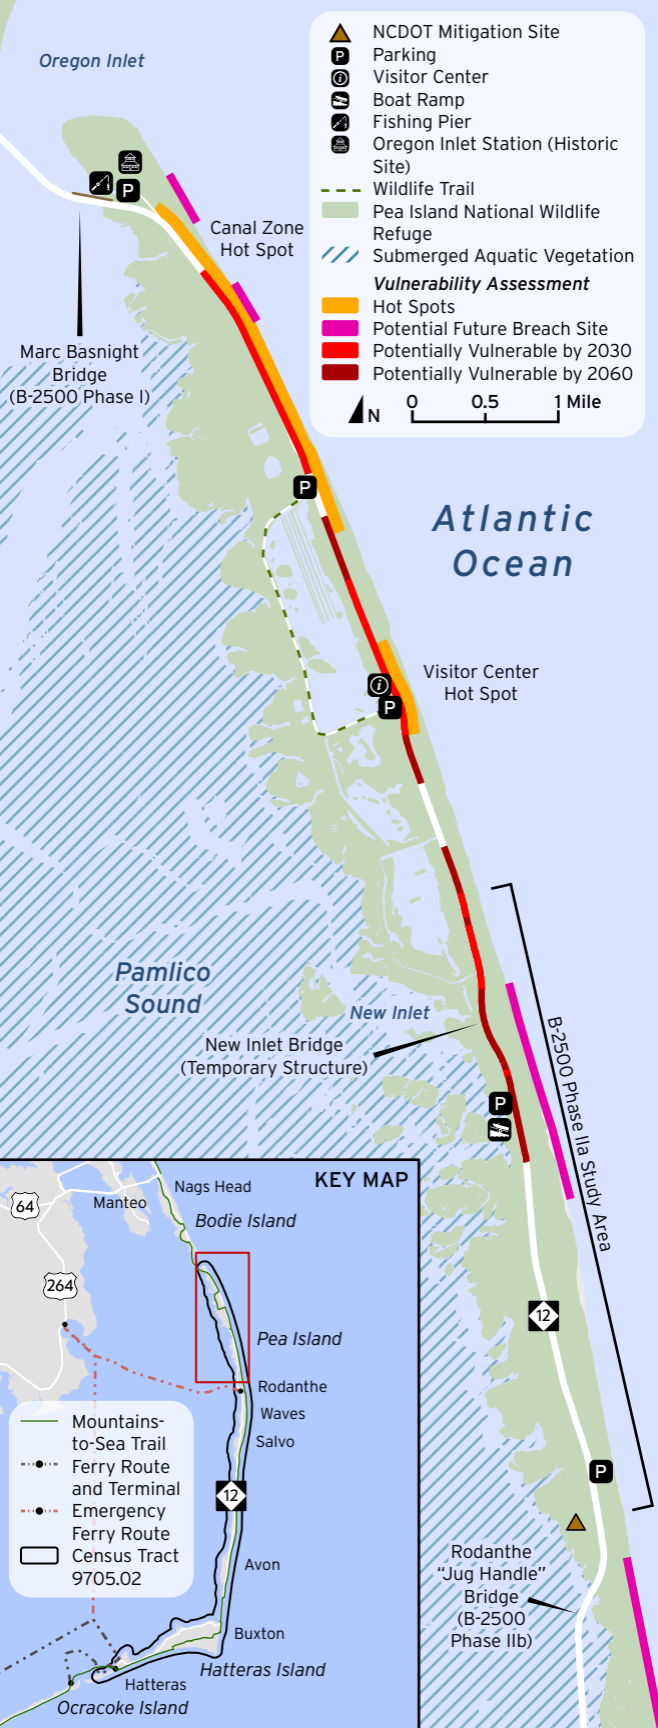 Oregon Inlet
NCDOT Mitigation Site
P
Parking
i
Visitor Center
Boat Ramp
Fishing Pier
Oregon Inlet Station (Historic
Site)
Wildlife Trail
Pea Island National Wildlife
Refuge
Submerged Aquatic Vegetation
Vulnerability Assessment
Hot Spots
Potential Future Breach Site
Potentially Vulnerable by 2030
Potentially Vulnerable by 2060
N
0 0.5 1 Mile
P
Canal Zone
Hot Spot
Marc Basnight
Bridge
(B-2500 Phase I)
P
Atlantic
Ocean
Visitor Center
Hot Spot
i
P
Pamlico
Sound
New Inlet
New Inlet Bridge
(Temporary Structure)
B-2500 Phase IIa Study Area
P
12
P
Rodanthe
“Jug Handle”
Bridge
(B-2500
Phase IIb)
KEY MAP
64
264
Nags Head
Manteo
Bodie Island
Pea Island
Rodanthe
Waves
Salvo
12
Avon
Buxton
Hatteras Island
Hatteras
Ocracoke Island
Mountains-
to-Sea Trail
Ferry Route
and Terminal
Emergency
Ferry Route
Census Tract
9705.02